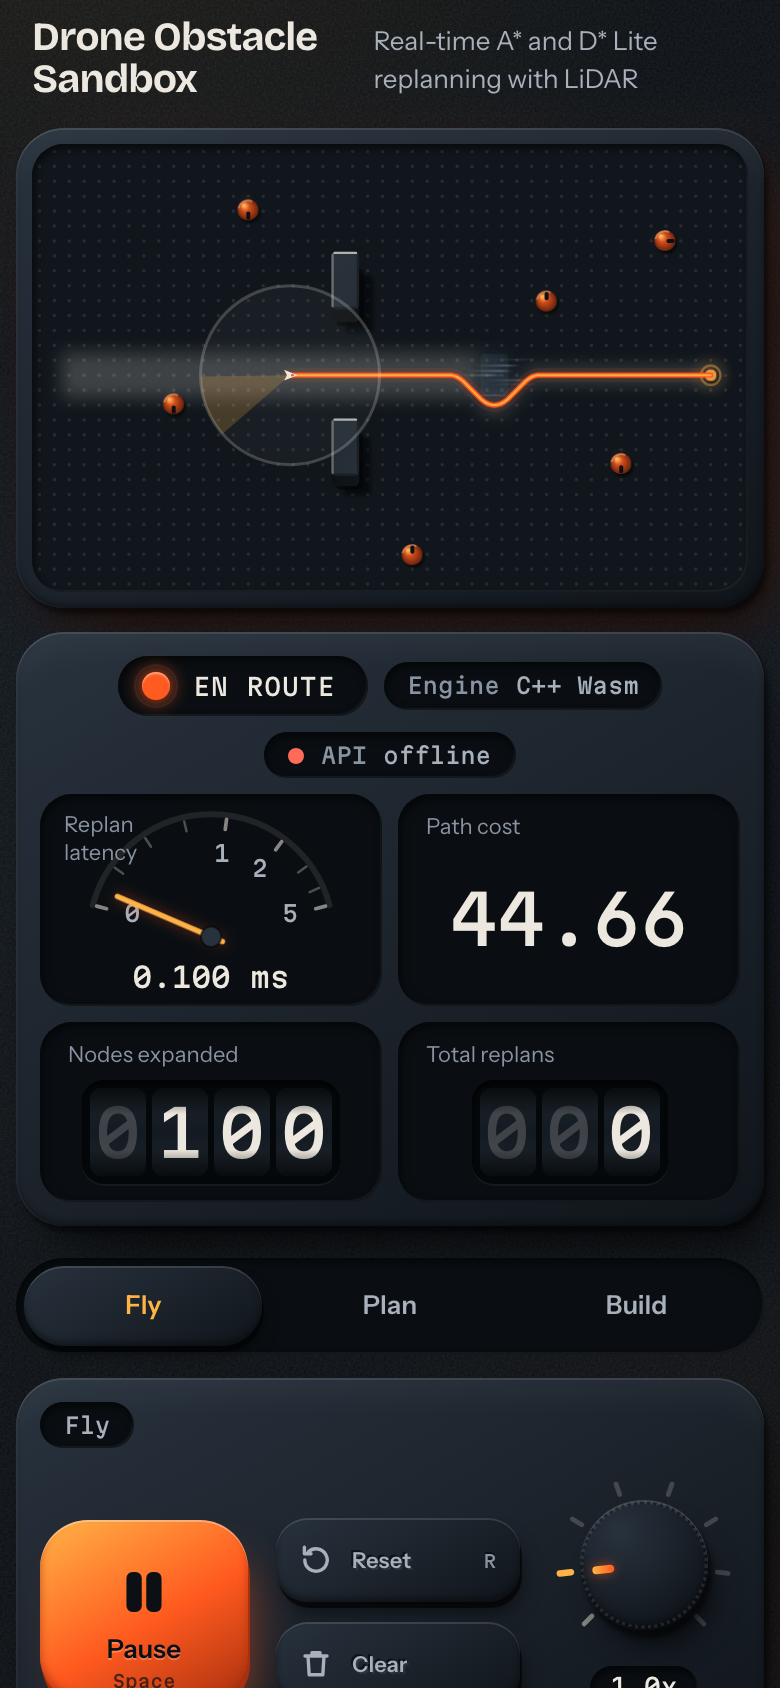 Drone Obstacle
Sandbox
Real-time A* and D* Lite
replanning with LiDAR
EN ROUTE
Engine C++ Wasm
API offline
Replan
latency
0
1
2
5
0.100 ms
Path cost
44.66
Nodes expanded
0100
Total replans
000
Fly
Plan
Build
Fly
Pause
Space
Reset R
Clear
1.0x